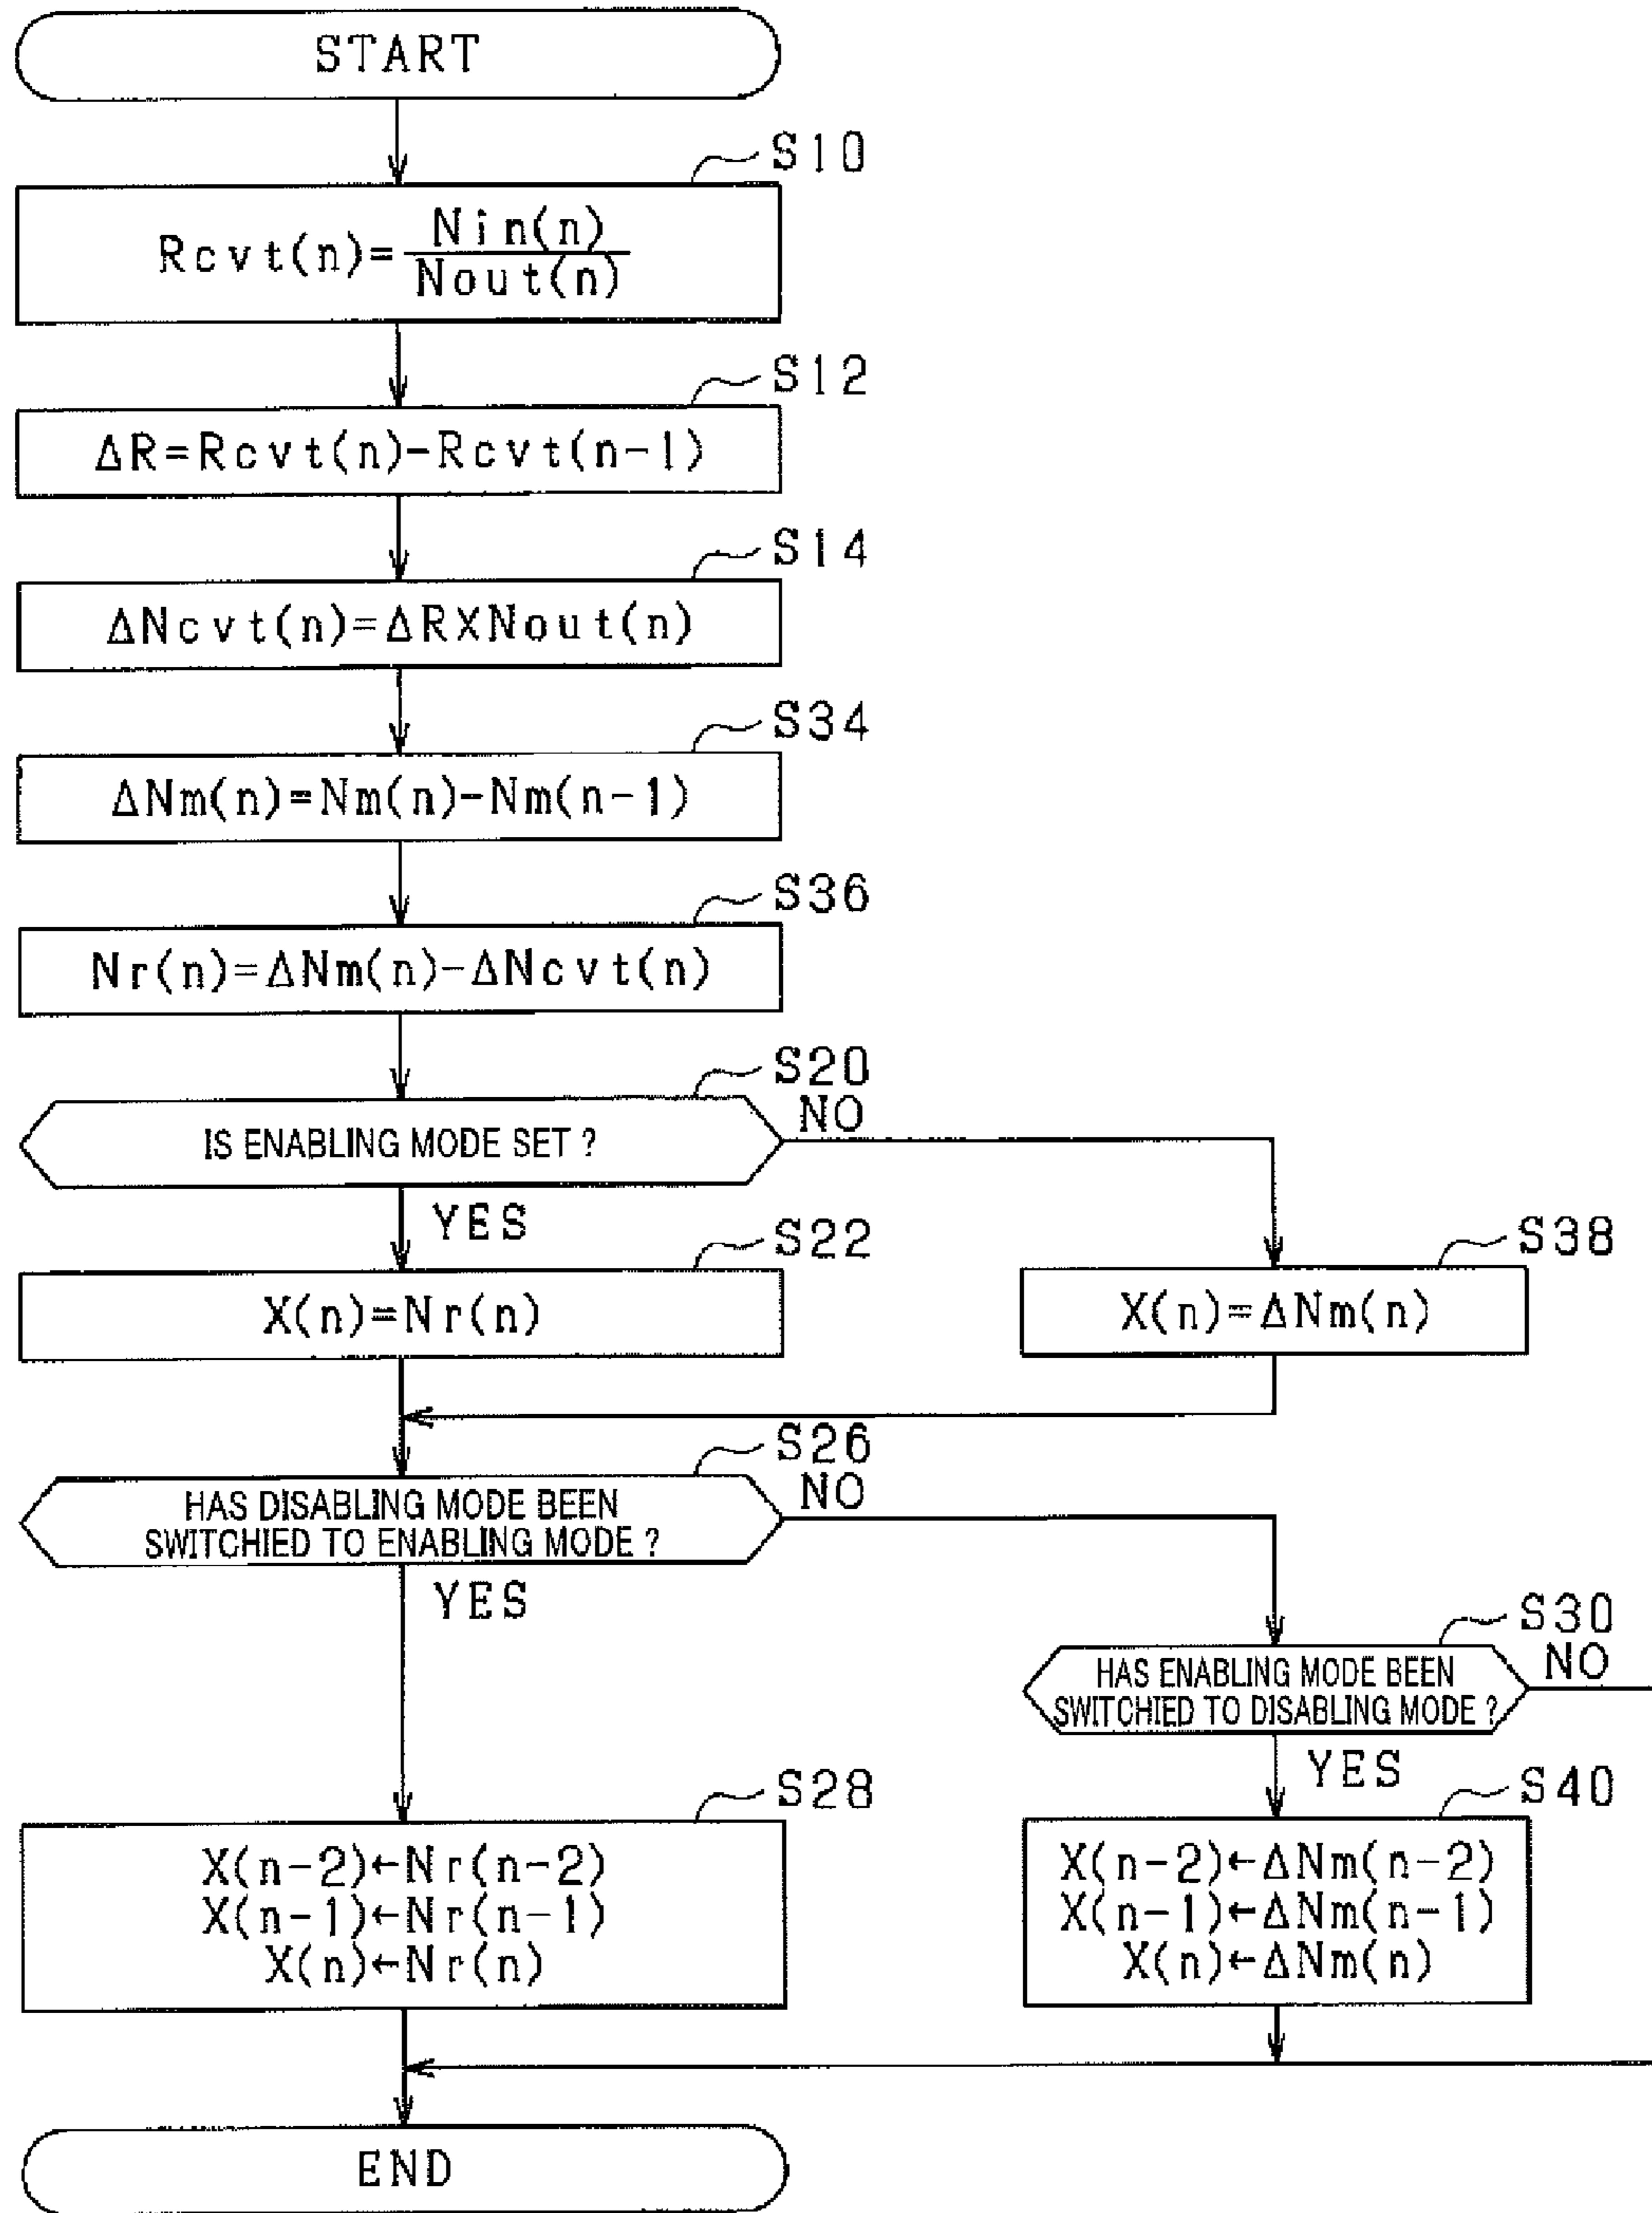 START
S10
Rcvt(n)=Nin(n)/Nout(n)
S12
ΔR=Rcvt(n)-Rcvt(n-1)
S14
ΔNcvt(n)=ΔRXNout(n)
S34
ΔNm(n)=Nm(n)-Nm(n-1)
S36
Nr(n)=ΔNm(n)-ΔNcvt(n)
S20
IS ENABLING MODE SET ?
NO
YES
S22
X(n)=Nr(n)
S38
X(n)=ΔNm(n)
S26
HAS DISABLING MODE BEEN
SWITCHIED TO ENABLING MODE ?
NO
YES
S30
HAS ENABLING MODE BEEN
SWITCHIED TO DISABLING MODE ?
NO
YES
S28
X(n-2)←Nr(n-2)
X(n-1)←Nr(n-1)
X(n)←Nr(n)
S40
X(n-2)←ΔNm(n-2)
X(n-1)←ΔNm(n-1)
X(n)←ΔNm(n)
END